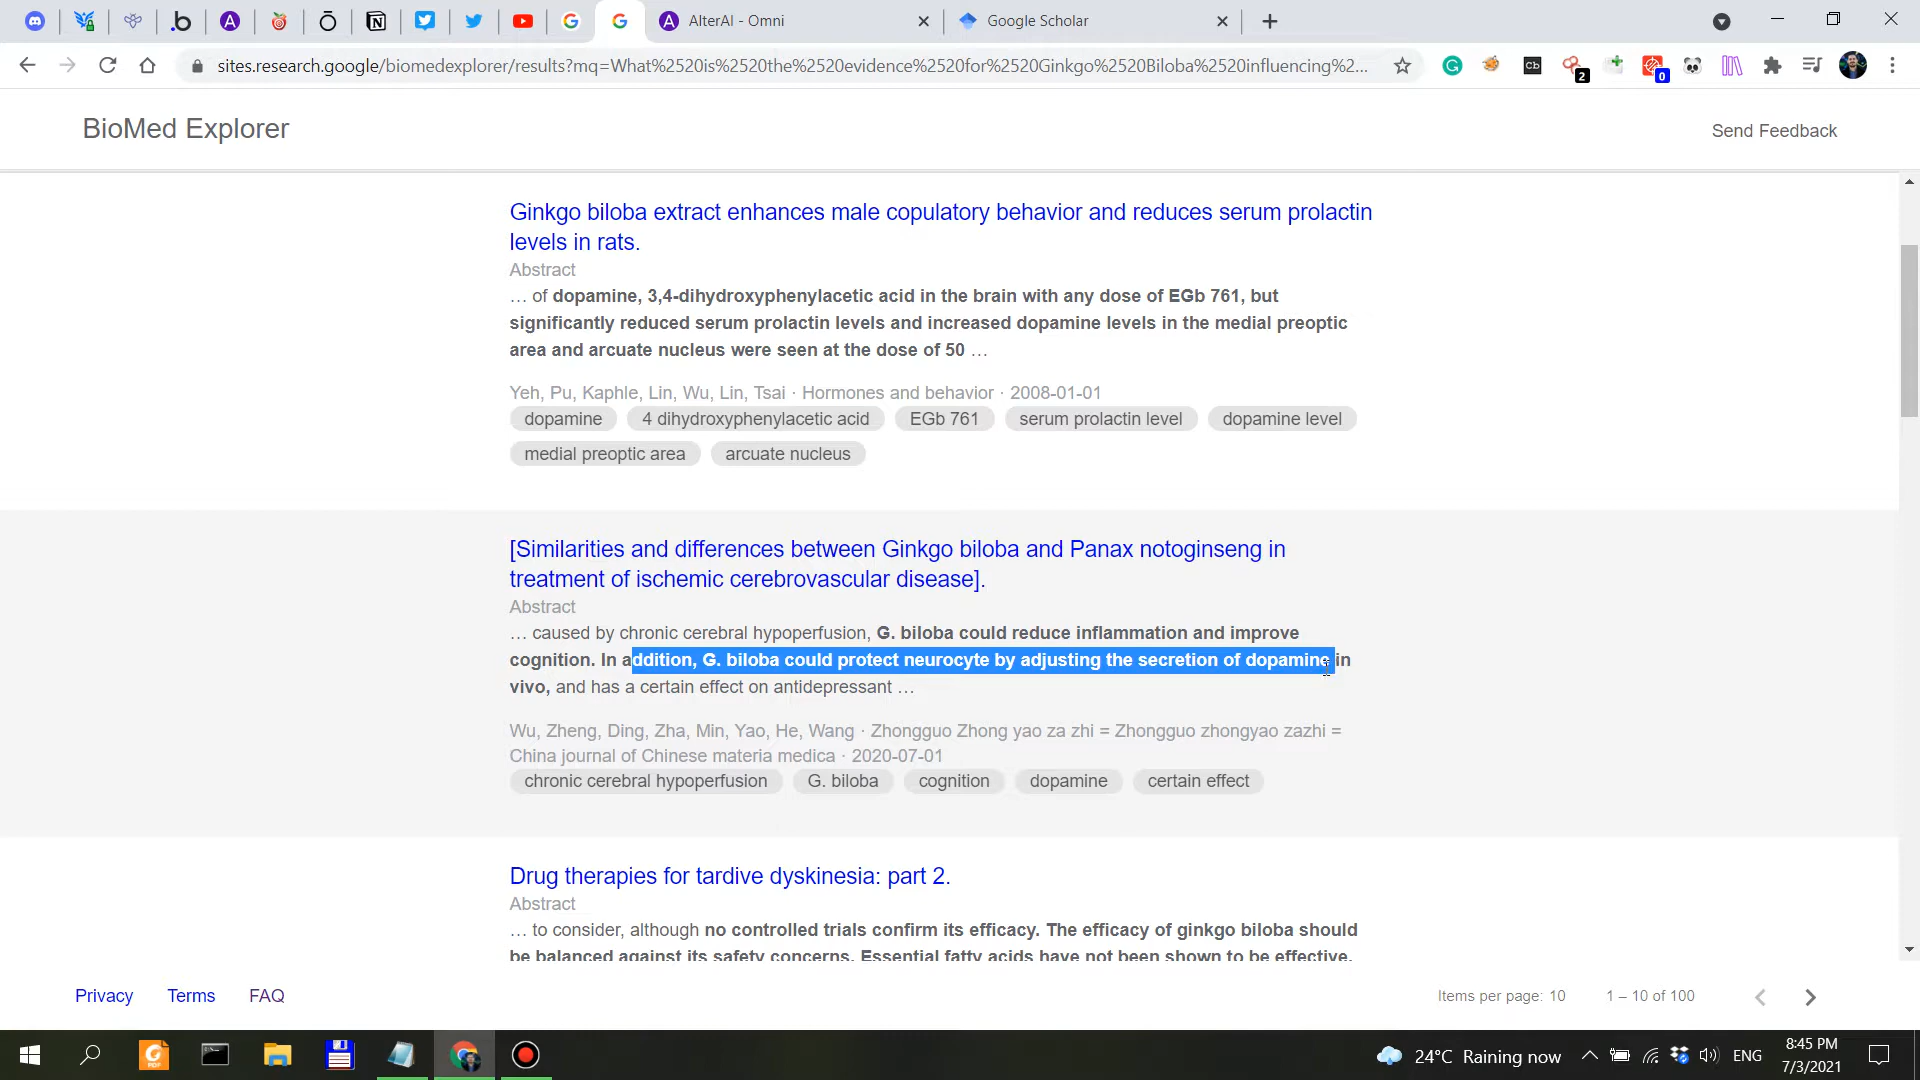 AlterAI - Omni
Google Scholar
sites.research.google/biomedexplorer/results?mq=What%2520is%2520the%2520evidence%2520for%2520Ginkgo%2520Biloba%2520influencing%2...
Cb
2
0
BioMed Explorer
Send Feedback
Ginkgo biloba extract enhances male copulatory behavior and reduces serum prolactin
levels in rats.
Abstract
… of dopamine, 3,4-dihydroxyphenylacetic acid in the brain with any dose of EGb 761, but
significantly reduced serum prolactin levels and increased dopamine levels in the medial preoptic
area and arcuate nucleus were seen at the dose of 50 …
Yeh, Pu, Kaphle, Lin, Wu, Lin, Tsai · Hormones and behavior · 2008-01-01
dopamine 4 dihydroxyphenylacetic acid EGb 761 serum prolactin level dopamine level
medial preoptic area arcuate nucleus
[Similarities and differences between Ginkgo biloba and Panax notoginseng in
treatment of ischemic cerebrovascular disease].
Abstract
… caused by chronic cerebral hypoperfusion, G. biloba could reduce inflammation and improve
cognition. In addition, G. biloba could protect neurocyte by adjusting the secretion of dopamine in
vivo, and has a certain effect on antidepressant …
Wu, Zheng, Ding, Zha, Min, Yao, He, Wang · Zhongguo Zhong yao za zhi = Zhongguo zhongyao zazhi =
China journal of Chinese materia medica · 2020-07-01
chronic cerebral hypoperfusion G. biloba cognition dopamine certain effect
Drug therapies for tardive dyskinesia: part 2.
Abstract
… to consider, although no controlled trials confirm its efficacy. The efficacy of ginkgo biloba should
be balanced against its safety concerns. Essential fatty acids have not been shown to be effective.
Privacy Terms FAQ
Items per page: 10 1 – 10 of 100
24°C Raining now
ENG
8:45 PM
7/3/2021